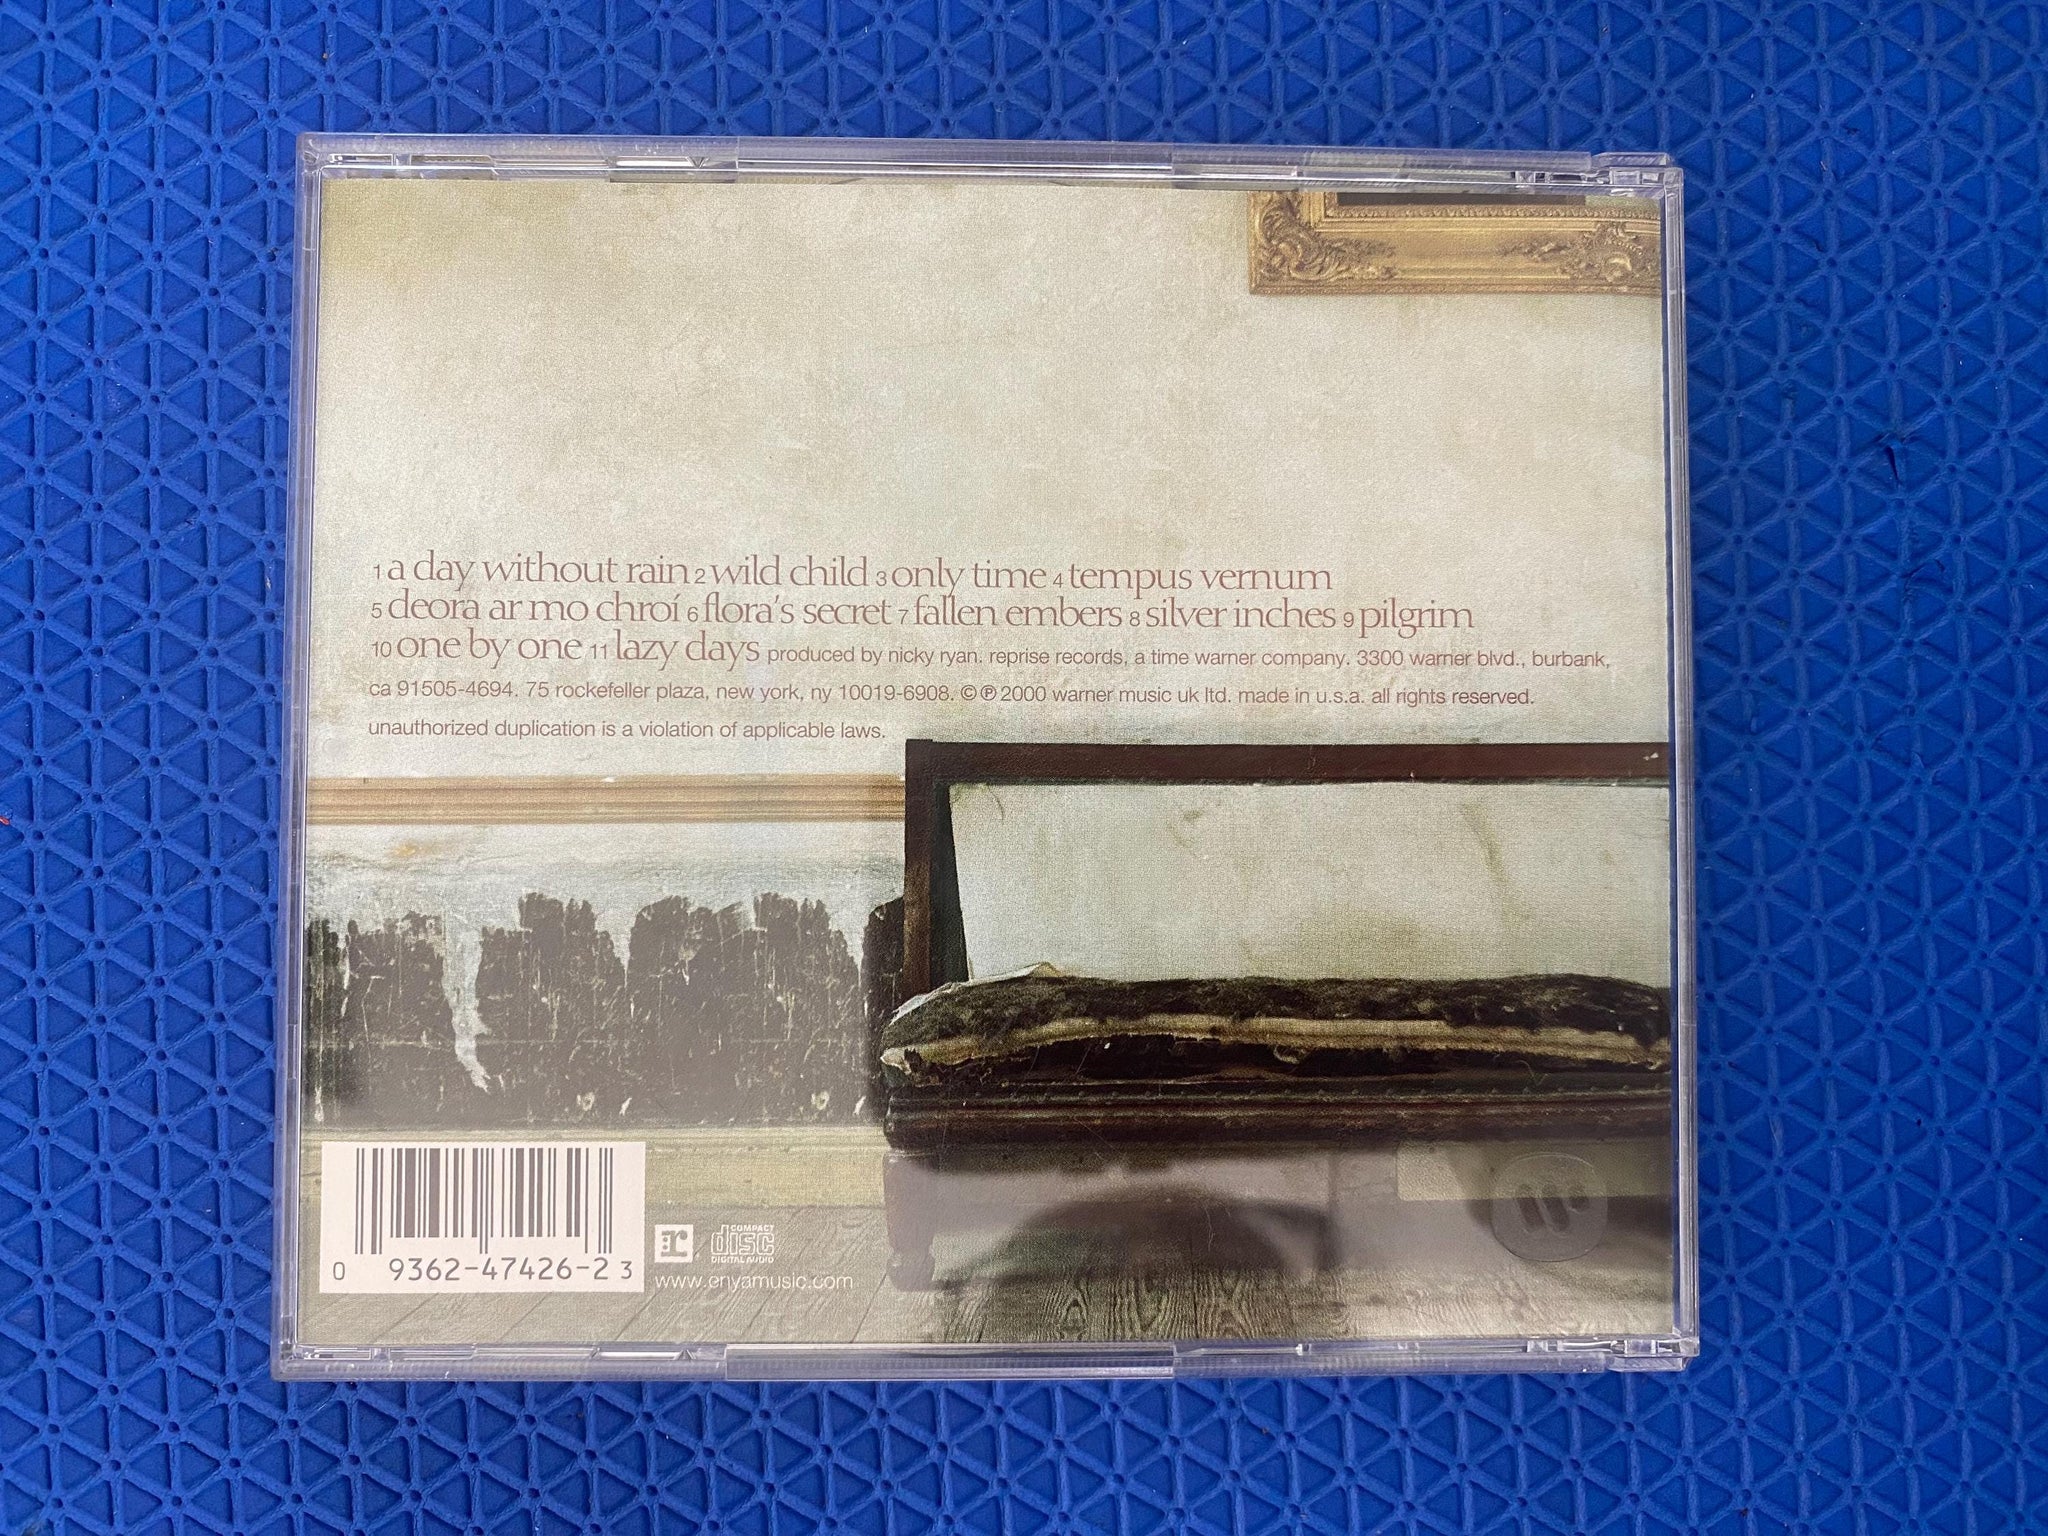 1 a day without rain 2 wild child 3 only time 4 tempus vernum
5 deora ar mo chroí 6 flora's secret 7 fallen embers 8 silver inches 9 pilgrim
10 one by one 11 lazy days produced by nicky ryan. reprise records, a time warner company. 3300 warner blvd., burbank,
ca 91505-4694. 75 rockefeller plaza, new york, ny 10019-6908. ©℗ 2000 warner music uk ltd. made in u.s.a. all rights reserved.
unauthorized duplication is a violation of applicable laws.
0 9362-47426-2 3
r: COMPACT disc DIGITAL AUDIO
www.enyamusic.com